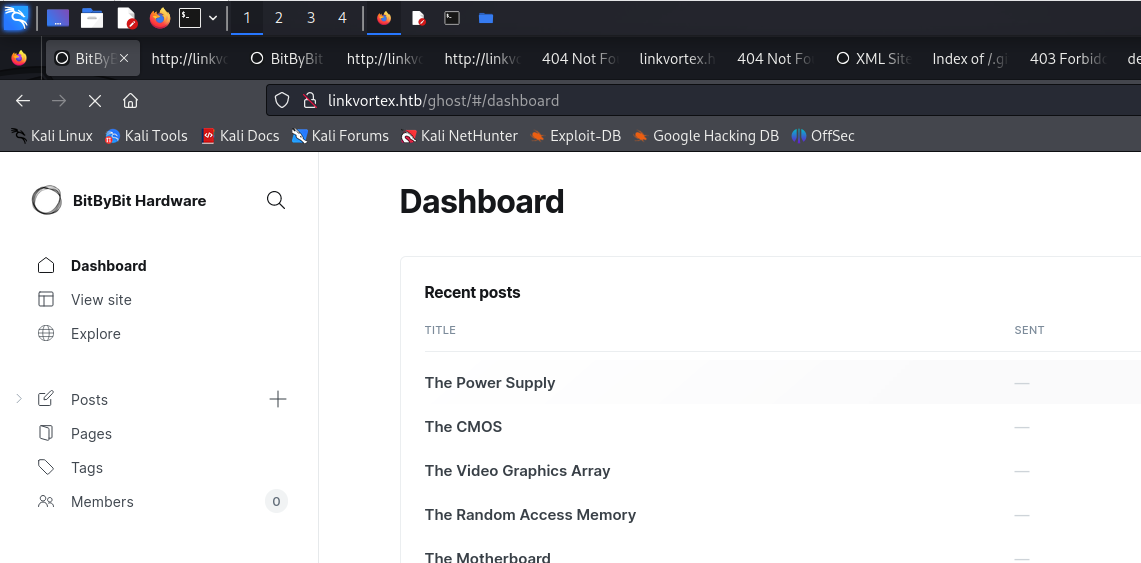 1 2 3 4
BitByB http://linkv BitByBit http://linkv http://linkv 404 Not Fo linkvortex.h 404 Not Fo XML Site Index of /.gi 403 Forbidd de
linkvortex.htb/ghost/#/dashboard
Kali Linux Kali Tools Kali Docs Kali Forums Kali NetHunter Exploit-DB Google Hacking DB OffSec
BitByBit Hardware
Dashboard
View site
Explore
Posts
Pages
Tags
Members 0
Dashboard
Recent posts
TITLE SENT
The Power Supply —
The CMOS —
The Video Graphics Array —
The Random Access Memory —
The Motherboard —